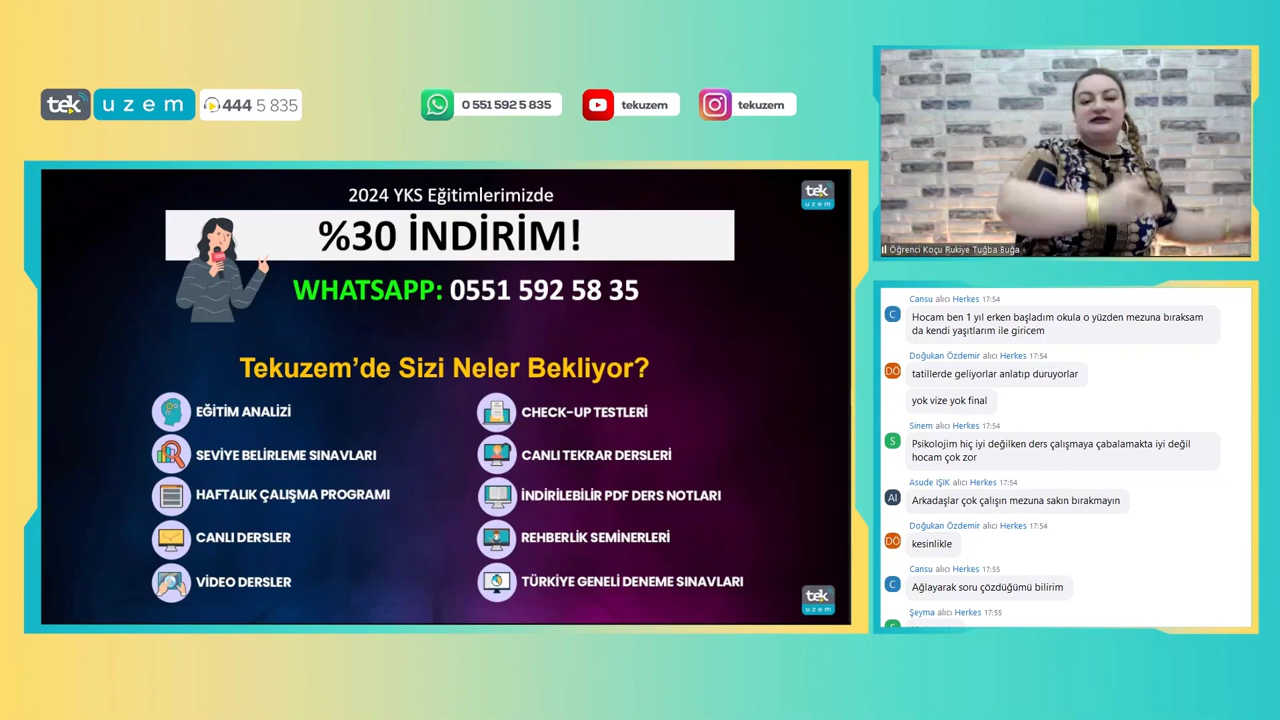 tek uzem 444 5 835
0 551 592 5 835
tekuzem
tekuzem
2024 YKS Eğitimlerimizde
%30 İNDİRİM!
WHATSAPP: 0551 592 58 35
tek
uzem
Tekuzem’de Sizi Neler Bekliyor?
EĞİTİM ANALİZİ
SEVİYE BELİRLEME SINAVLARI
HAFTALIK ÇALIŞMA PROGRAMI
CANLI DERSLER
VİDEO DERSLER
CHECK-UP TESTLERİ
CANLI TEKRAR DERSLERİ
İNDİRİLEBİLİR PDF DERS NOTLARI
REHBERLİK SEMİNERLERİ
TÜRKİYE GENELİ DENEME SINAVLARI
tek
uzem
Öğrenci Koçu Rukiye Tuğba Buğa
Cansu alıcı Herkes 17:54
C
Hocam ben 1 yıl erken başladım okula o yüzden mezuna bıraksam
da kendi yaşıtlarım ile giricem
Doğukan Özdemir alıcı Herkes 17:54
DÖ
tatillerde geliyorlar anlatıp duruyorlar
yok vize yok final
Sinem alıcı Herkes 17:54
S
Psikolojim hiç iyi değilken ders çalışmaya çabalamakta iyi değil
hocam çok zor
Asude IŞIK alıcı Herkes 17:54
AI
Arkadaşlar çok çalışın mezuna sakın bırakmayın
Doğukan Özdemir alıcı Herkes 17:54
DÖ
kesinlikle
Cansu alıcı Herkes 17:55
C
Ağlayarak soru çözdüğümü bilirim
Şeyma alıcı Herkes 17:55